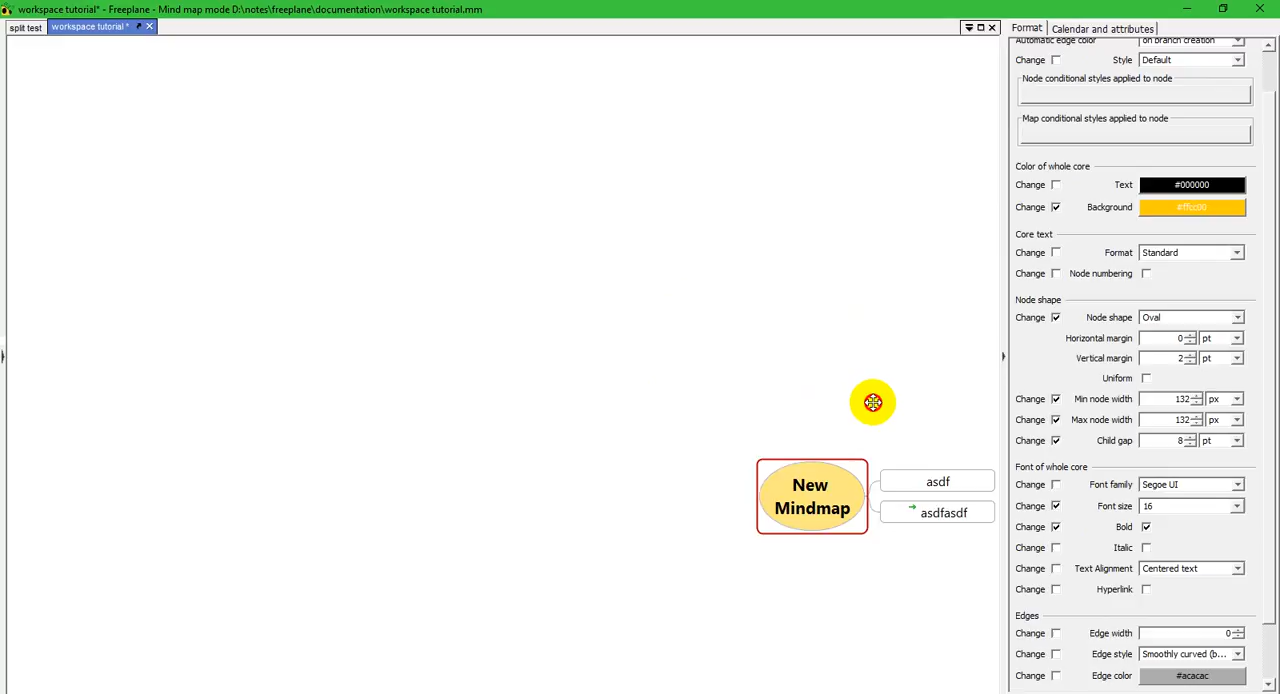 workspace tutorial* - Freeplane - Mind map mode D:\notes\freeplane\documentation\workspace tutorial.mm
split test
workspace tutorial *
Format
Calendar and attributes
Automatic edge color
on branch creation
Change Style Default
Node conditional styles applied to node
Map conditional styles applied to node
Color of whole core
Change Text #000000
Change Background #ffcc00
Core text
Change Format Standard
Change Node numbering
Node shape
Change Node shape Oval
Horizontal margin 0 pt
Vertical margin 2 pt
Uniform
Change Min node width 132 px
Change Max node width 132 px
Change Child gap 8 pt
Font of whole core
Change Font family Segoe UI
Change Font size 16
Change Bold
Change Italic
Change Text Alignment Centered text
Change Hyperlink
Edges
Change Edge width 0
Change Edge style Smoothly curved (b...
Change Edge color #acacac
New
Mindmap
asdf
asdfasdf